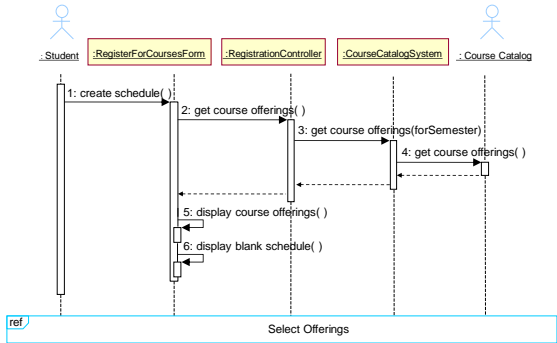 : Student
:RegisterForCoursesForm
:RegistrationController
:CourseCatalogSystem
: Course Catalog
1: create schedule( )
2: get course offerings( )
3: get course offerings(forSemester)
4: get course offerings( )
5: display course offerings( )
6: display blank schedule( )
ref
Select Offerings